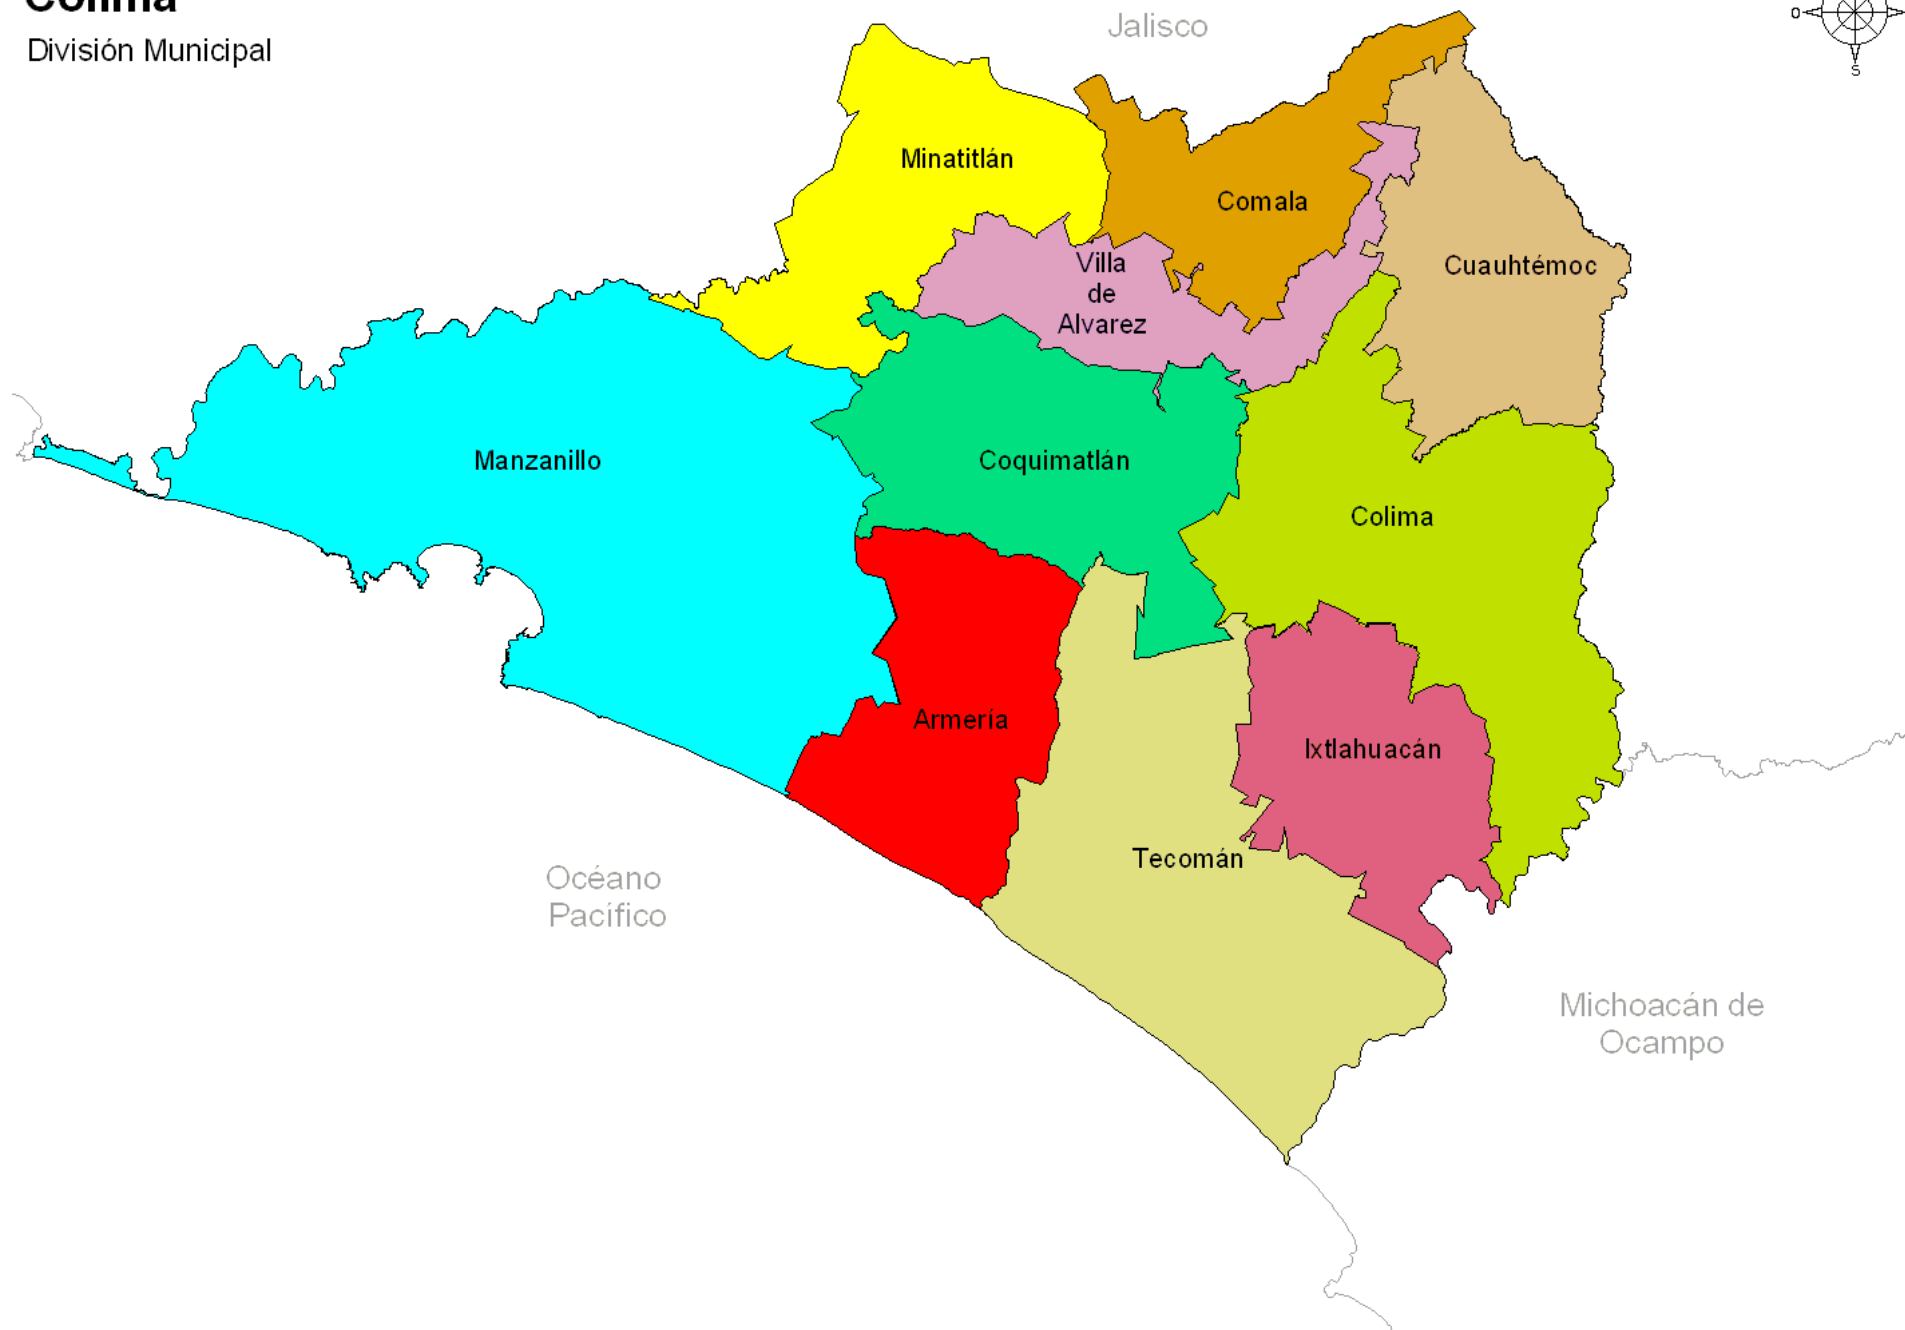 Colima
División Municipal
Jalisco
O
S
Minatitlán
Comala
Cuauhtémoc
Villa
de
Alvarez
Manzanillo
Coquimatlán
Colima
Armería
Ixtlahuacán
Tecomán
Océano
Pacífico
Michoacán de
Ocampo